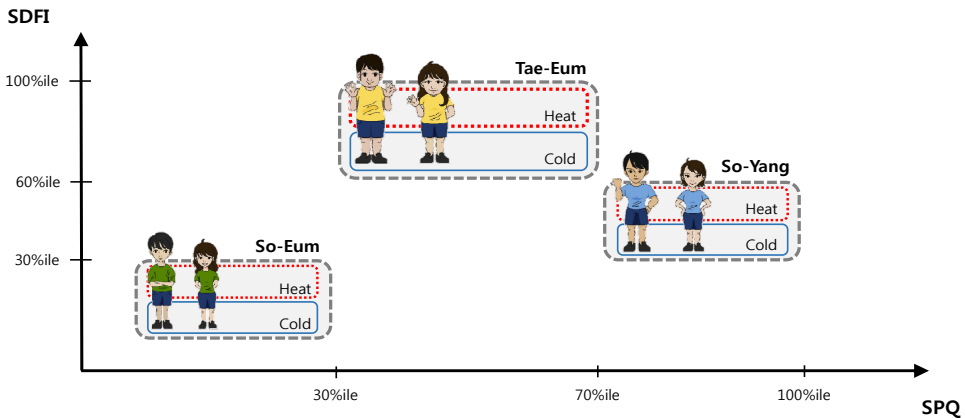 SDFI
100%ile
60%ile
30%ile
Tae-Eum
Heat
Cold
So-Yang
Heat
Cold
So-Eum
Heat
Cold
30%ile
70%ile
100%ile
SPQ